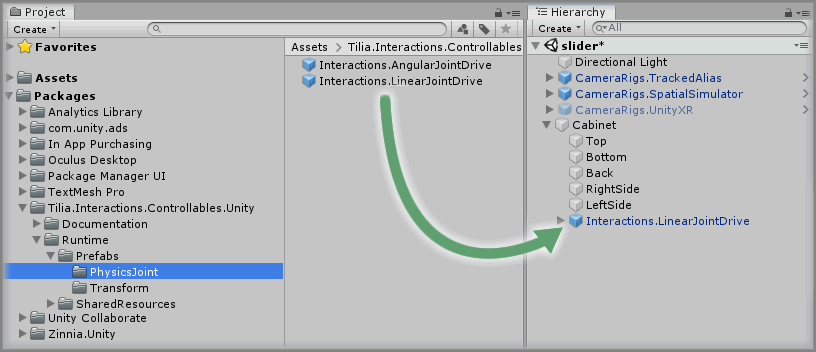 Project
Create
Favorites
Assets
Packages
Analytics Library
com.unity.ads
In App Purchasing
Oculus Desktop
Package Manager UI
TextMesh Pro
Tilia.Interactions.Controllables.Unity
Documentation
Runtime
Prefabs
PhysicsJoint
Transform
SharedResources
Unity Collaborate
Zinnia.Unity
Assets > Tilia.Interactions.Controllables
Interactions.AngularJointDrive
Interactions.LinearJointDrive
Hierarchy
Create All
slider*
Directional Light
CameraRigs.TrackedAlias
CameraRigs.SpatialSimulator
CameraRigs.UnityXR
Cabinet
Top
Bottom
Back
RightSide
LeftSide
Interactions.LinearJointDrive